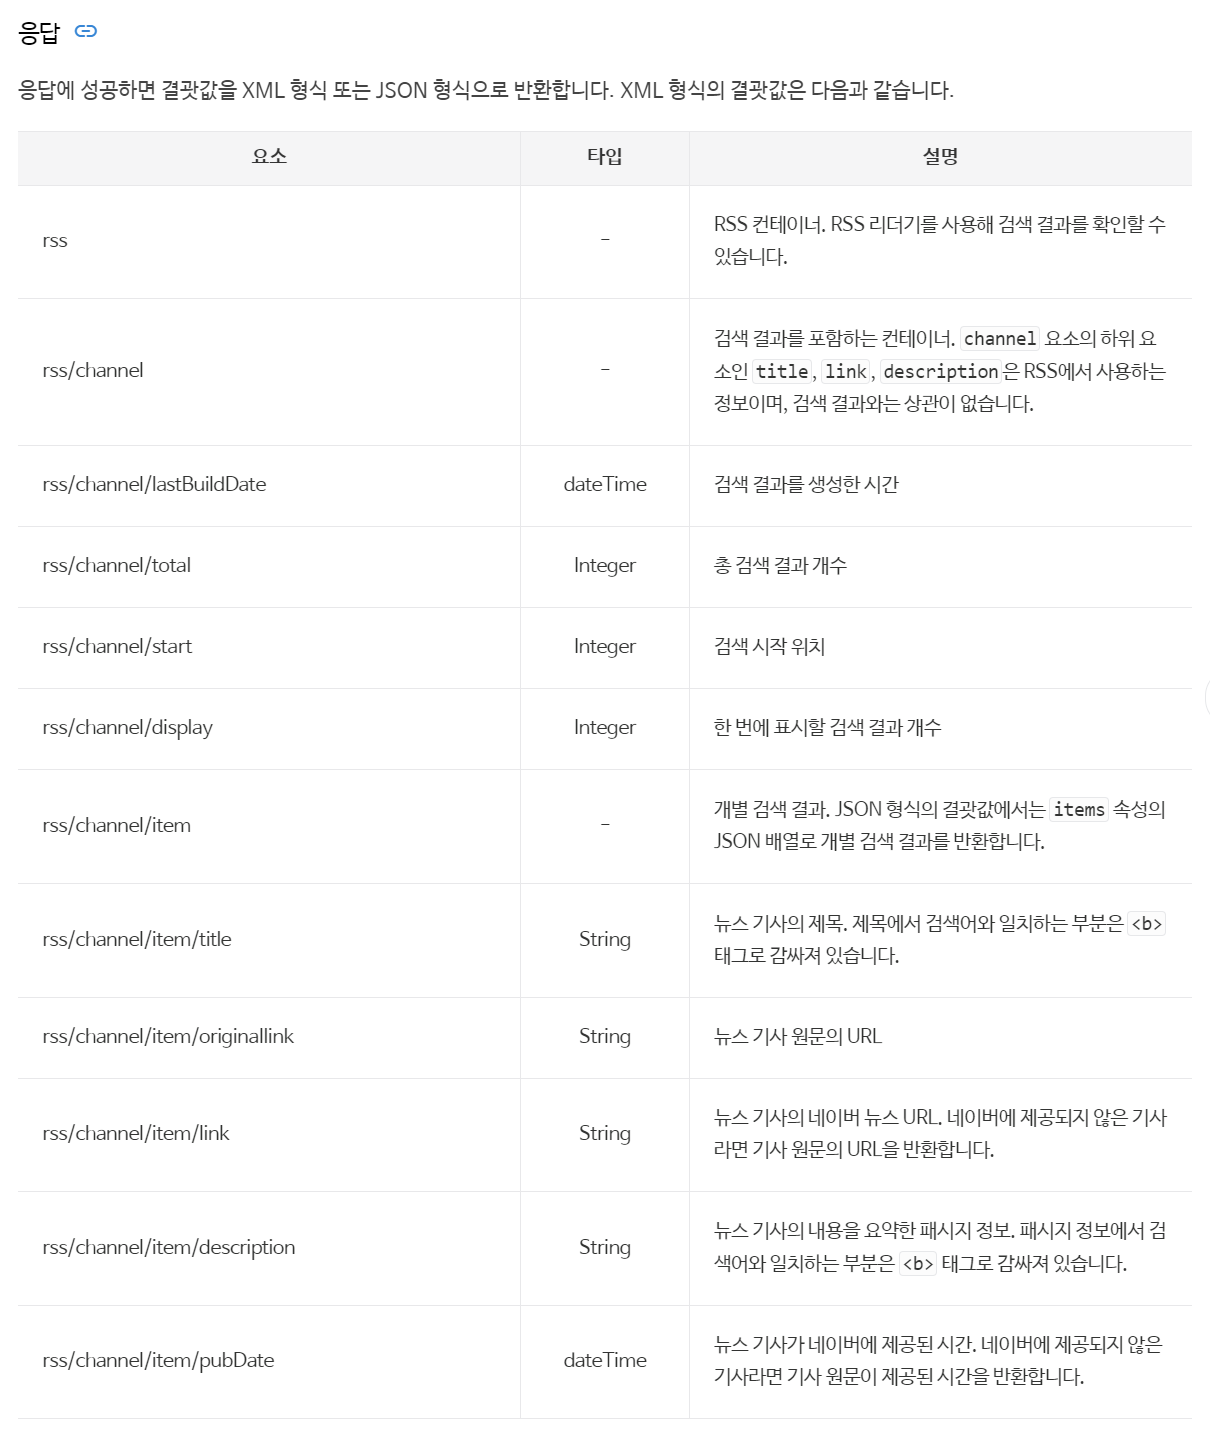 응답
응답에 성공하면 결괏값을 XML 형식 또는 JSON 형식으로 반환합니다. XML 형식의 결괏값은 다음과 같습니다.
요소 타입 설명
rss - RSS 컨테이너. RSS 리더기를 사용해 검색 결과를 확인할 수
있습니다.
rss/channel - 검색 결과를 포함하는 컨테이너. channel 요소의 하위 요
소인 title, link, description은 RSS에서 사용하는
정보이며, 검색 결과와는 상관이 없습니다.
rss/channel/lastBuildDate dateTime 검색 결과를 생성한 시간
rss/channel/total Integer 총 검색 결과 개수
rss/channel/start Integer 검색 시작 위치
rss/channel/display Integer 한 번에 표시할 검색 결과 개수
rss/channel/item - 개별 검색 결과. JSON 형식의 결괏값에서는 items 속성의
JSON 배열로 개별 검색 결과를 반환합니다.
rss/channel/item/title String 뉴스 기사의 제목. 제목에서 검색어와 일치하는 부분은 <b>
태그로 감싸져 있습니다.
rss/channel/item/originallink String 뉴스 기사 원문의 URL
rss/channel/item/link String 뉴스 기사의 네이버 뉴스 URL. 네이버에 제공되지 않은 기사
라면 기사 원문의 URL을 반환합니다.
rss/channel/item/description String 뉴스 기사의 내용을 요약한 패시지 정보. 패시지 정보에서 검
색어와 일치하는 부분은 <b> 태그로 감싸져 있습니다.
rss/channel/item/pubDate dateTime 뉴스 기사가 네이버에 제공된 시간. 네이버에 제공되지 않은
기사라면 기사 원문이 제공된 시간을 반환합니다.